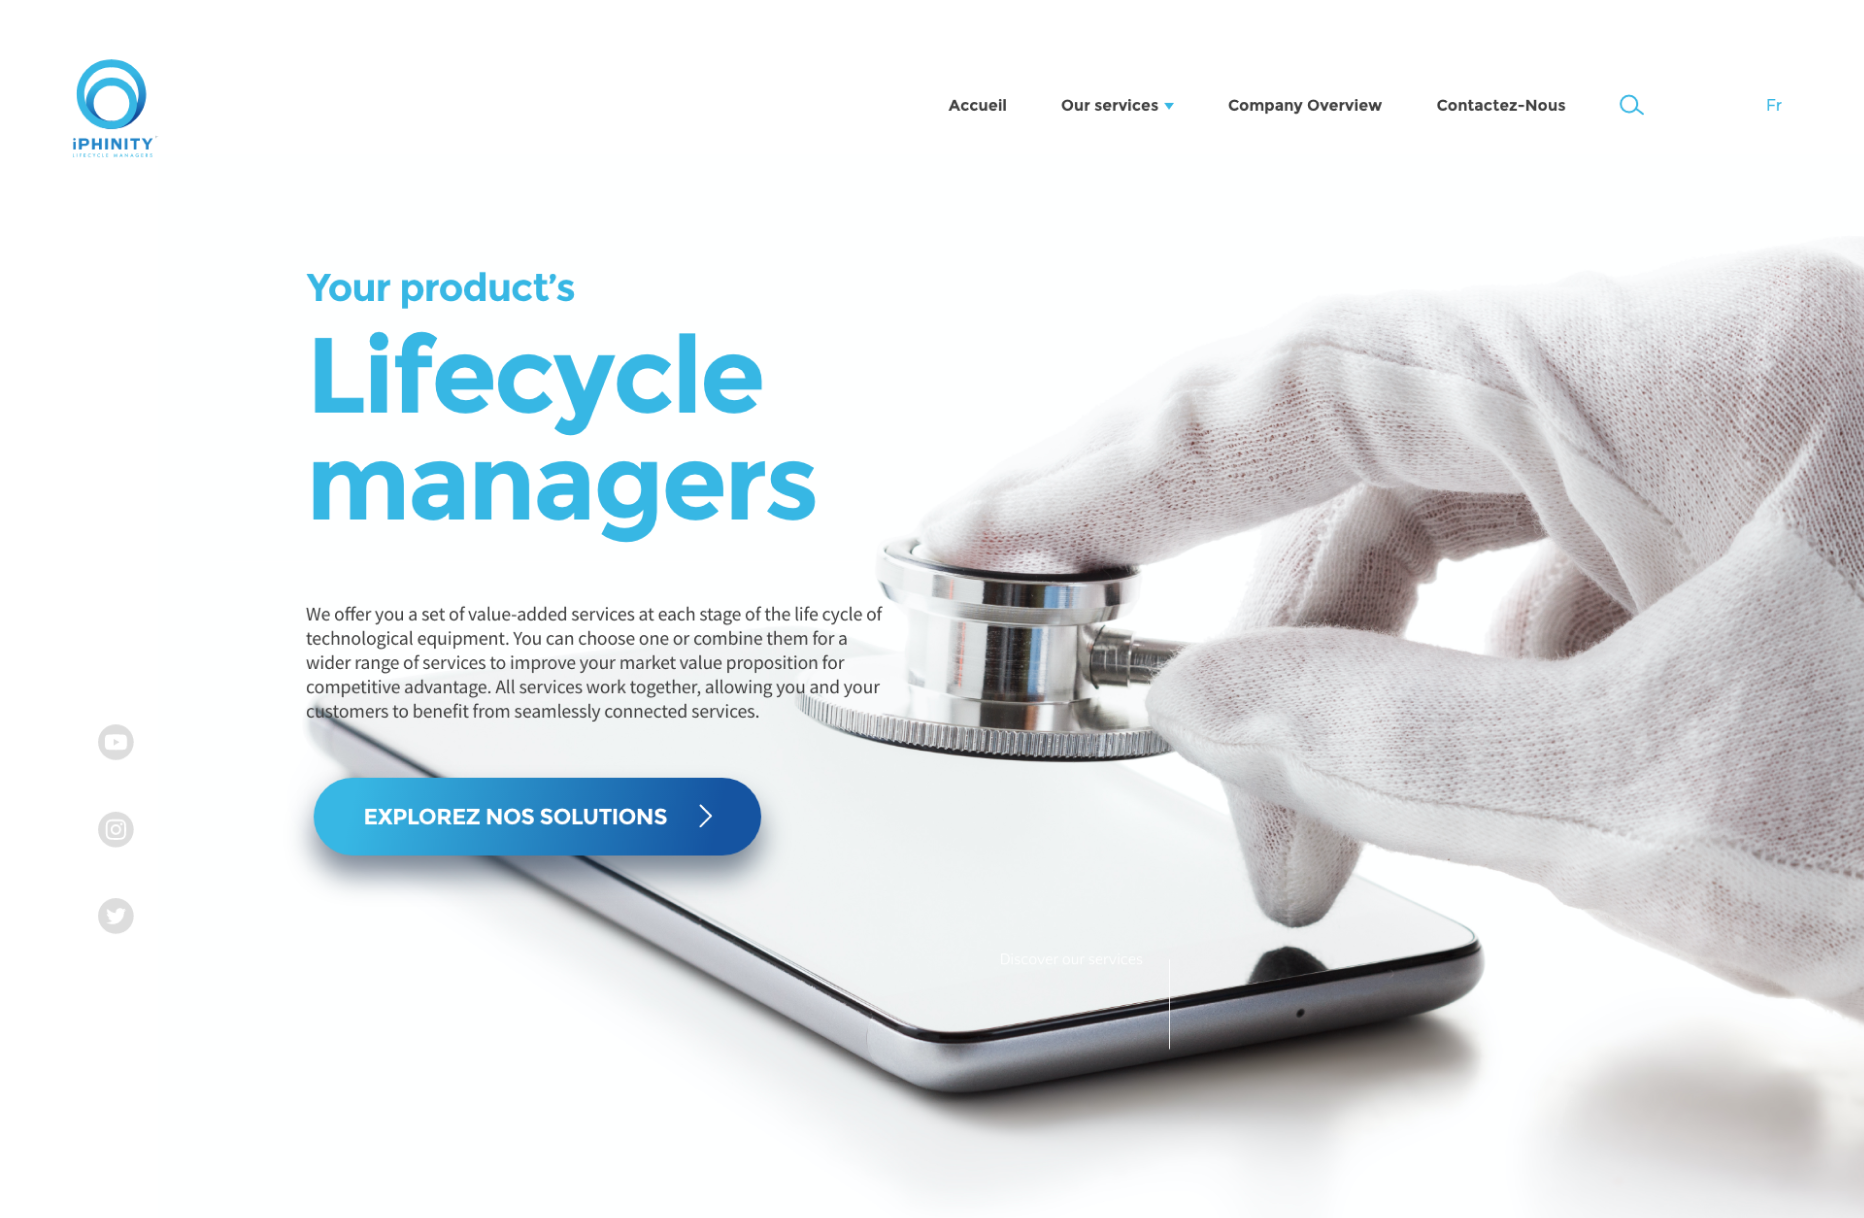 iPHINITY
LIFECYCLE MANAGERS
Accueil
Our services
Company Overview
Contactez-Nous
Fr
Your product’s
Lifecycle
managers
We offer you a set of value-added services at each stage of the life cycle of
technological equipment. You can choose one or combine them for a
wider range of services to improve your market value proposition for
competitive advantage. All services work together, allowing you and your
customers to benefit from seamlessly connected services.
EXPLOREZ NOS SOLUTIONS
Discover our services